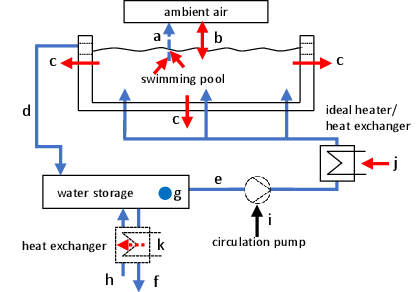 ambient air
a
b
c
c
swimming pool
c
d
ideal heater/
heat exchanger
j
water storage
g
e
i
circulation pump
heat exchanger
k
h
f